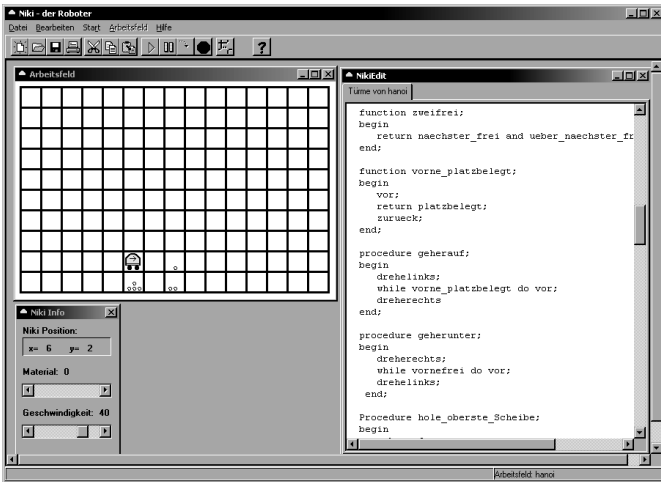 Niki - der Roboter
Datei Bearbeiten Start Arbeitsfeld Hilfe
Arbeitsfeld
Niki Info
Niki Position:
x= 6 y= 2
Material: 0
Geschwindigkeit: 40
NikiEdit
Türme von hanoi
function zweifrei;
begin
return naechster_frei and ueber_naechster_fr
end;
function vorne_platzbelegt;
begin
vor;
return platzbelegt;
zurueck;
end;
procedure geherauf;
begin
drehelinks;
while vorne_platzbelegt do vor;
dreherechts
end;
procedure geherunter;
begin
dreherechts;
while vornefrei do vor;
drehelinks;
end;
Procedure hole_oberste_Scheibe;
begin
Arbeitsfeld: hanoi